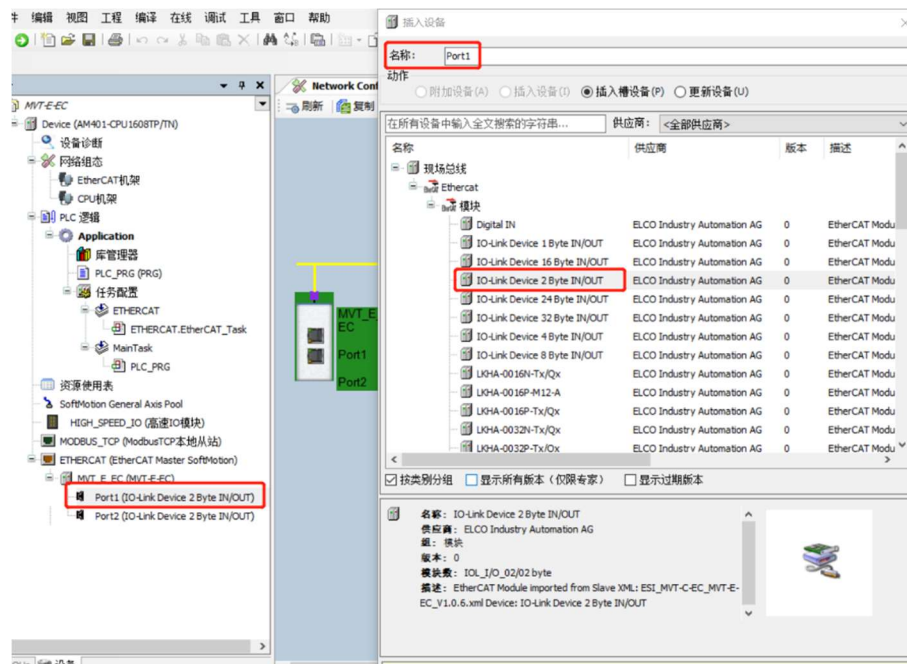 编辑 视图 工程 编译 在线 调试 工具 窗口 帮助
MVT-E-EC
Device (AM401-CPU1608TP/TN)
设备诊断
网络组态
EtherCAT机架
CPU机架
PLC 逻辑
Application
库管理器
PLC_PRG (PRG)
任务配置
ETHERCAT
ETHERCAT.EtherCAT_Task
MainTask
PLC_PRG
资源使用表
SoftMotion General Axis Pool
HIGH_SPEED_IO (高速IO模块)
MODBUS_TCP (ModbusTCP本地从站)
ETHERCAT (EtherCAT Master SoftMotion)
MVT_E_EC (MVT-E-EC)
Port1 (IO-Link Device 2 Byte IN/OUT)
Port2 (IO-Link Device 2 Byte IN/OUT)
Network Conf
刷新 复制
MVT_E
EC
Port1
Port2
插入设备
名称: Port1
动作
附加设备(A) 插入设备(I) 插入槽设备(P) 更新设备(U)
在所有设备中输入全文搜索的字符串... 供应商: <全部供应商>
名称 供应商 版本 描述
现场总线
EtherCAT Ethercat
EtherCAT 模块
Digital IN ELCO Industry Automation AG 0 EtherCAT Modu
IO-Link Device 1 Byte IN/OUT ELCO Industry Automation AG 0 EtherCAT Modu
IO-Link Device 16 Byte IN/OUT ELCO Industry Automation AG 0 EtherCAT Modu
IO-Link Device 2 Byte IN/OUT ELCO Industry Automation AG 0 EtherCAT Modu
IO-Link Device 24 Byte IN/OUT ELCO Industry Automation AG 0 EtherCAT Modu
IO-Link Device 32 Byte IN/OUT ELCO Industry Automation AG 0 EtherCAT Modu
IO-Link Device 4 Byte IN/OUT ELCO Industry Automation AG 0 EtherCAT Modu
IO-Link Device 8 Byte IN/OUT ELCO Industry Automation AG 0 EtherCAT Modu
LKHA-0016N-Tx/Qx ELCO Industry Automation AG 0 EtherCAT Modu
LKHA-0016P-M12-A ELCO Industry Automation AG 0 EtherCAT Modu
LKHA-0016P-Tx/Qx ELCO Industry Automation AG 0 EtherCAT Modu
LKHA-0032N-Tx/Qx ELCO Industry Automation AG 0 EtherCAT Modu
LKHA-0032P-Tx/Qx ELCO Industry Automation AG 0 EtherCAT Modu
按类别分组 显示所有版本（仅限专家） 显示过期版本
名称: IO-Link Device 2 Byte IN/OUT
供应商: ELCO Industry Automation AG
组: 模块
版本: 0
模块数: IOL_I/O_02/02 byte
描述: EtherCAT Module imported from Slave XML: ESI_MVT-C-EC_MVT-E-
EC_V1.0.6.xml Device: IO-Link Device 2 Byte IN/OUT